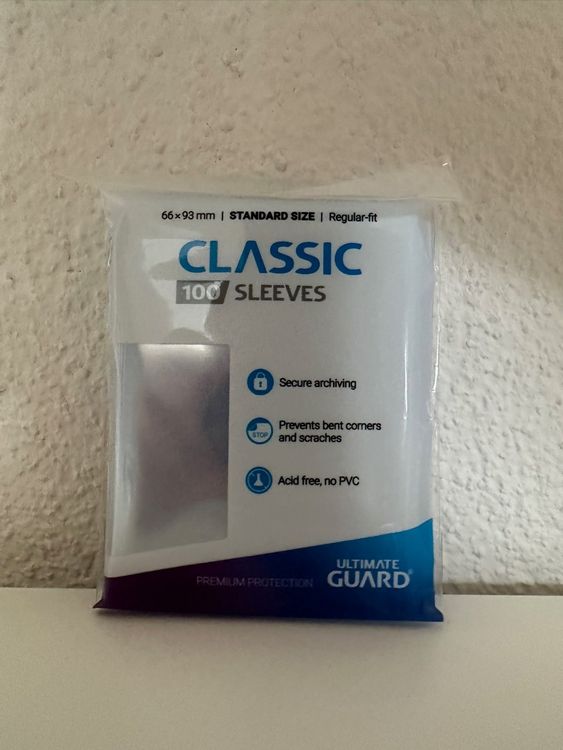 66×93 mm | STANDARD SIZE | Regular-fit
CLASSIC
100 SLEEVES
Secure archiving
STOP
Prevents bent corners
and scraches
Acid free, no PVC
PREMIUM PROTECTION
ULTIMATE
GUARD®